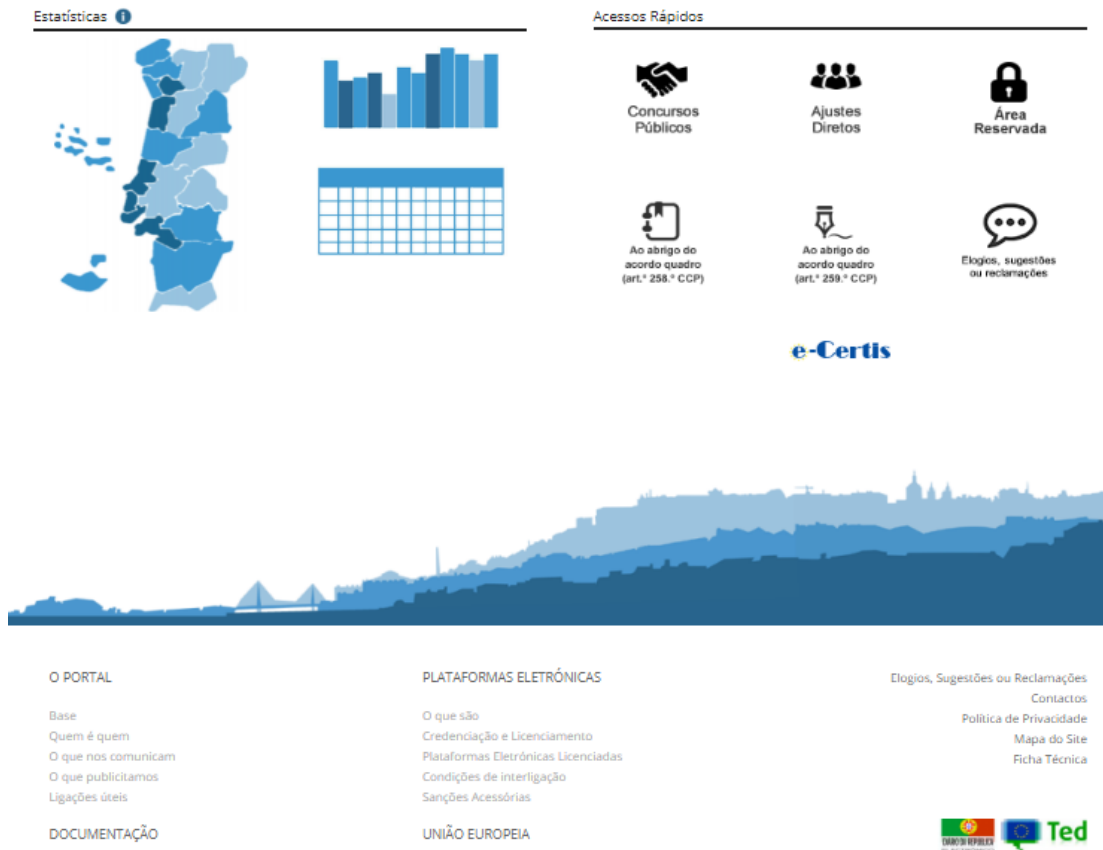 Estatísticas
Acessos Rápidos
Concursos
Públicos
Ajustes
Diretos
Área
Reservada
Ao abrigo do
acordo quadro
(art.º 258.º CCP)
Ao abrigo do
acordo quadro
(art.º 259.º CCP)
Elogios, sugestões
ou reclamações
e-Certis
O PORTAL
Base
Quem é quem
O que nos comunicam
O que publicitamos
Ligações úteis
DOCUMENTAÇÃO
PLATAFORMAS ELETRÓNICAS
O que são
Credenciação e Licenciamento
Plataformas Eletrónicas Licenciadas
Condições de interligação
Sanções Acessórias
UNIÃO EUROPEIA
Elogios, Sugestões ou Reclamações
Contactos
Política de Privacidade
Mapa do Site
Ficha Técnica
DIÁRIO DA REPÚBLICA
Ted